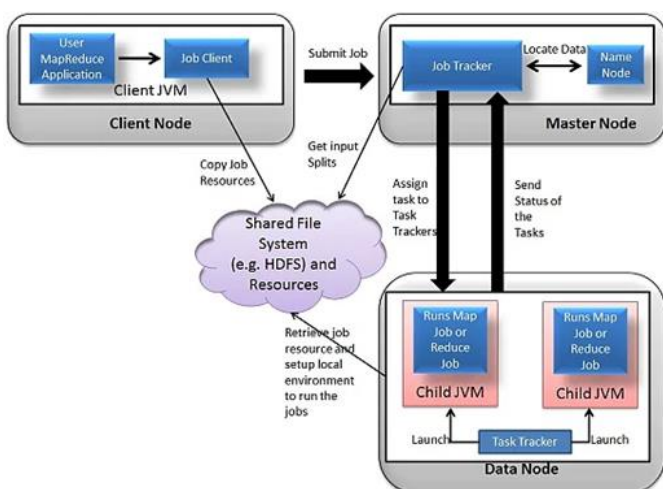 User
MapReduce
Application
Job Client
Client JVM
Client Node
Submit Job
Job Tracker
Locate Data
Name
Node
Master Node
Copy Job
Resources
Get input
Splits
Assign
task to
Task
Trackers
Send
Status of
the
Tasks
Shared File
System
(e.g. HDFS) and
Resources
Retrieve job
resource and
setup local
environment
to run the
jobs
Runs Map
Job or
Reduce
Job
Child JVM
Runs Map
Job or
Reduce
Job
Child JVM
Launch
Task Tracker
Launch
Data Node